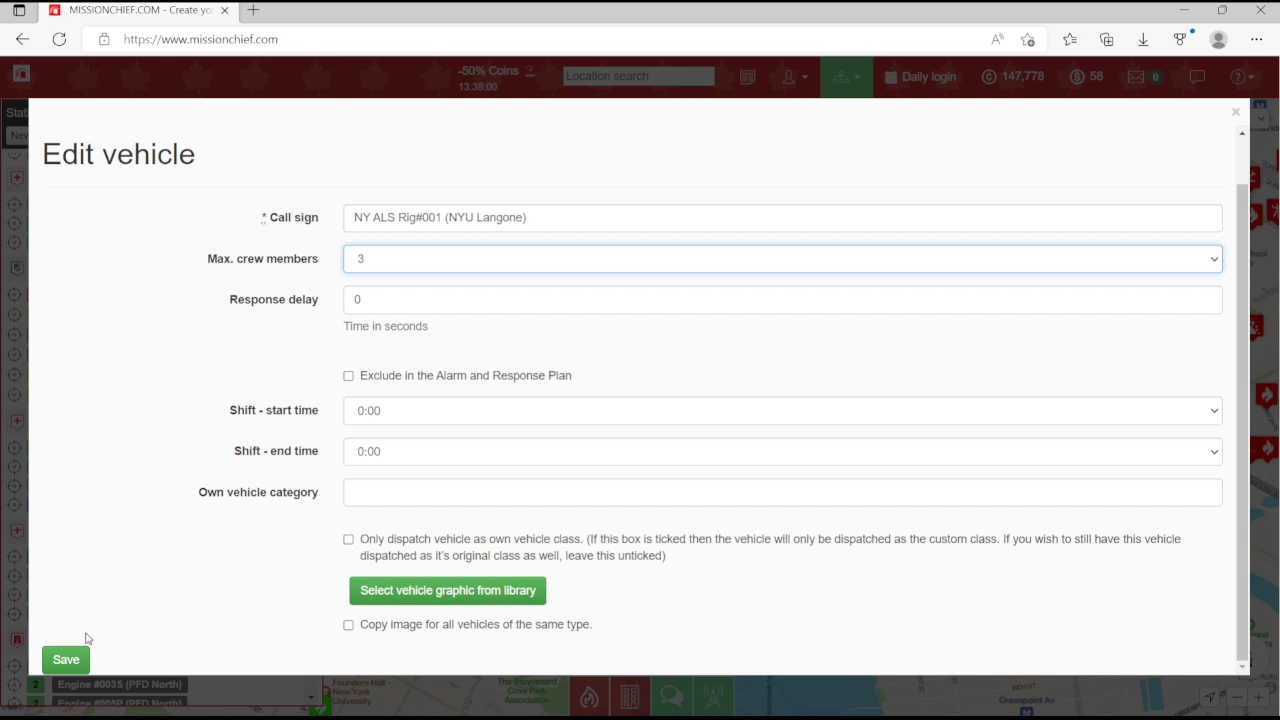 MISSIONCHIEF.COM - Create yo
https://www.missionchief.com
-50% Coins
13:38:00
Location search
Daily login
147,778
58
0
Stati
New
Edit vehicle
* Call sign
NY ALS Rig#001 (NYU Langone)
Max. crew members
3
Response delay
0
Time in seconds
Exclude in the Alarm and Response Plan
Shift - start time
0:00
Shift - end time
0:00
Own vehicle category
Only dispatch vehicle as own vehicle class. (If this box is ticked then the vehicle will only be dispatched as the custom class. If you wish to still have this vehicle
dispatched as it's original class as well, leave this unticked)
Select vehicle graphic from library
Copy image for all vehicles of the same type.
Save
2 Engine #003S (PFD North)
2 Engine #005P (PFD North)
Founders Hall -
New York
University
The Stuyvesant
Cove Park
Association
Greenpoint Av